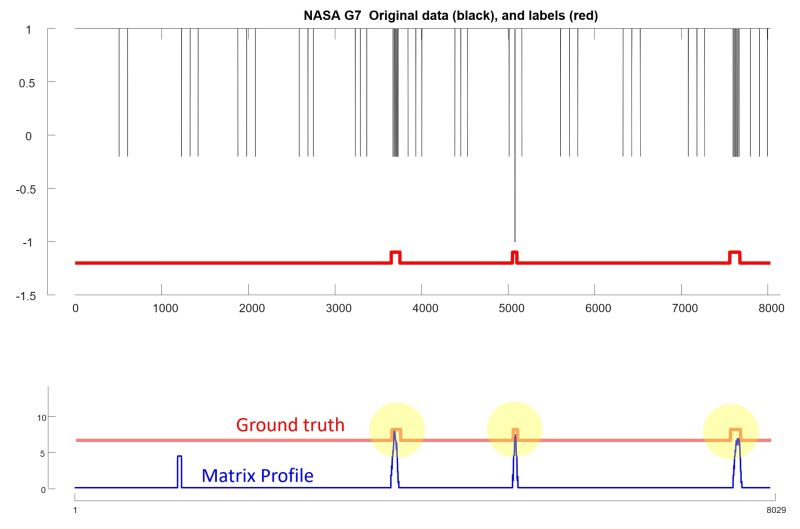 NASA G7  Original data (black), and labels (red)
1
0.5
0
-0.5
-1
-1.5
0 1000 2000 3000 4000 5000 6000 7000 8000
10
Ground truth
5
Matrix Profile
0
1 8029